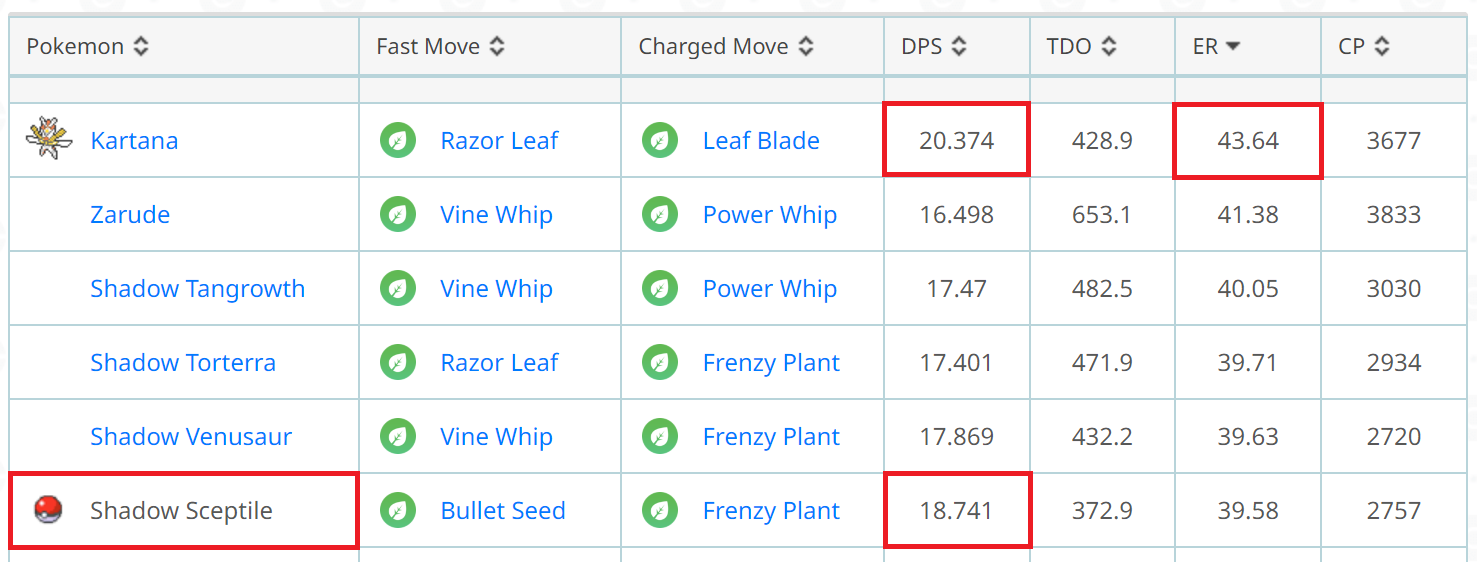 Pokemon Fast Move Charged Move DPS TDO ER CP
Kartana Razor Leaf Leaf Blade 20.374 428.9 43.64 3677
Zarude Vine Whip Power Whip 16.498 653.1 41.38 3833
Shadow Tangrowth Vine Whip Power Whip 17.47 482.5 40.05 3030
Shadow Torterra Razor Leaf Frenzy Plant 17.401 471.9 39.71 2934
Shadow Venusaur Vine Whip Frenzy Plant 17.869 432.2 39.63 2720
Shadow Sceptile Bullet Seed Frenzy Plant 18.741 372.9 39.58 2757